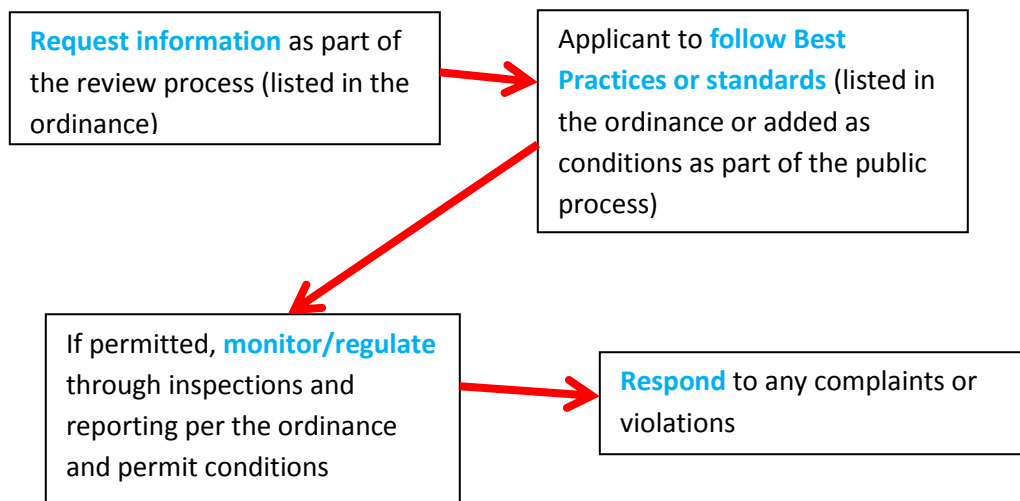 Request information as part of
the review process (listed in the
ordinance)
Applicant to follow Best
Practices or standards (listed in
the ordinance or added as
conditions as part of the public
process)
If permitted, monitor/regulate
through inspections and
reporting per the ordinance
and permit conditions
Respond to any complaints or
violations